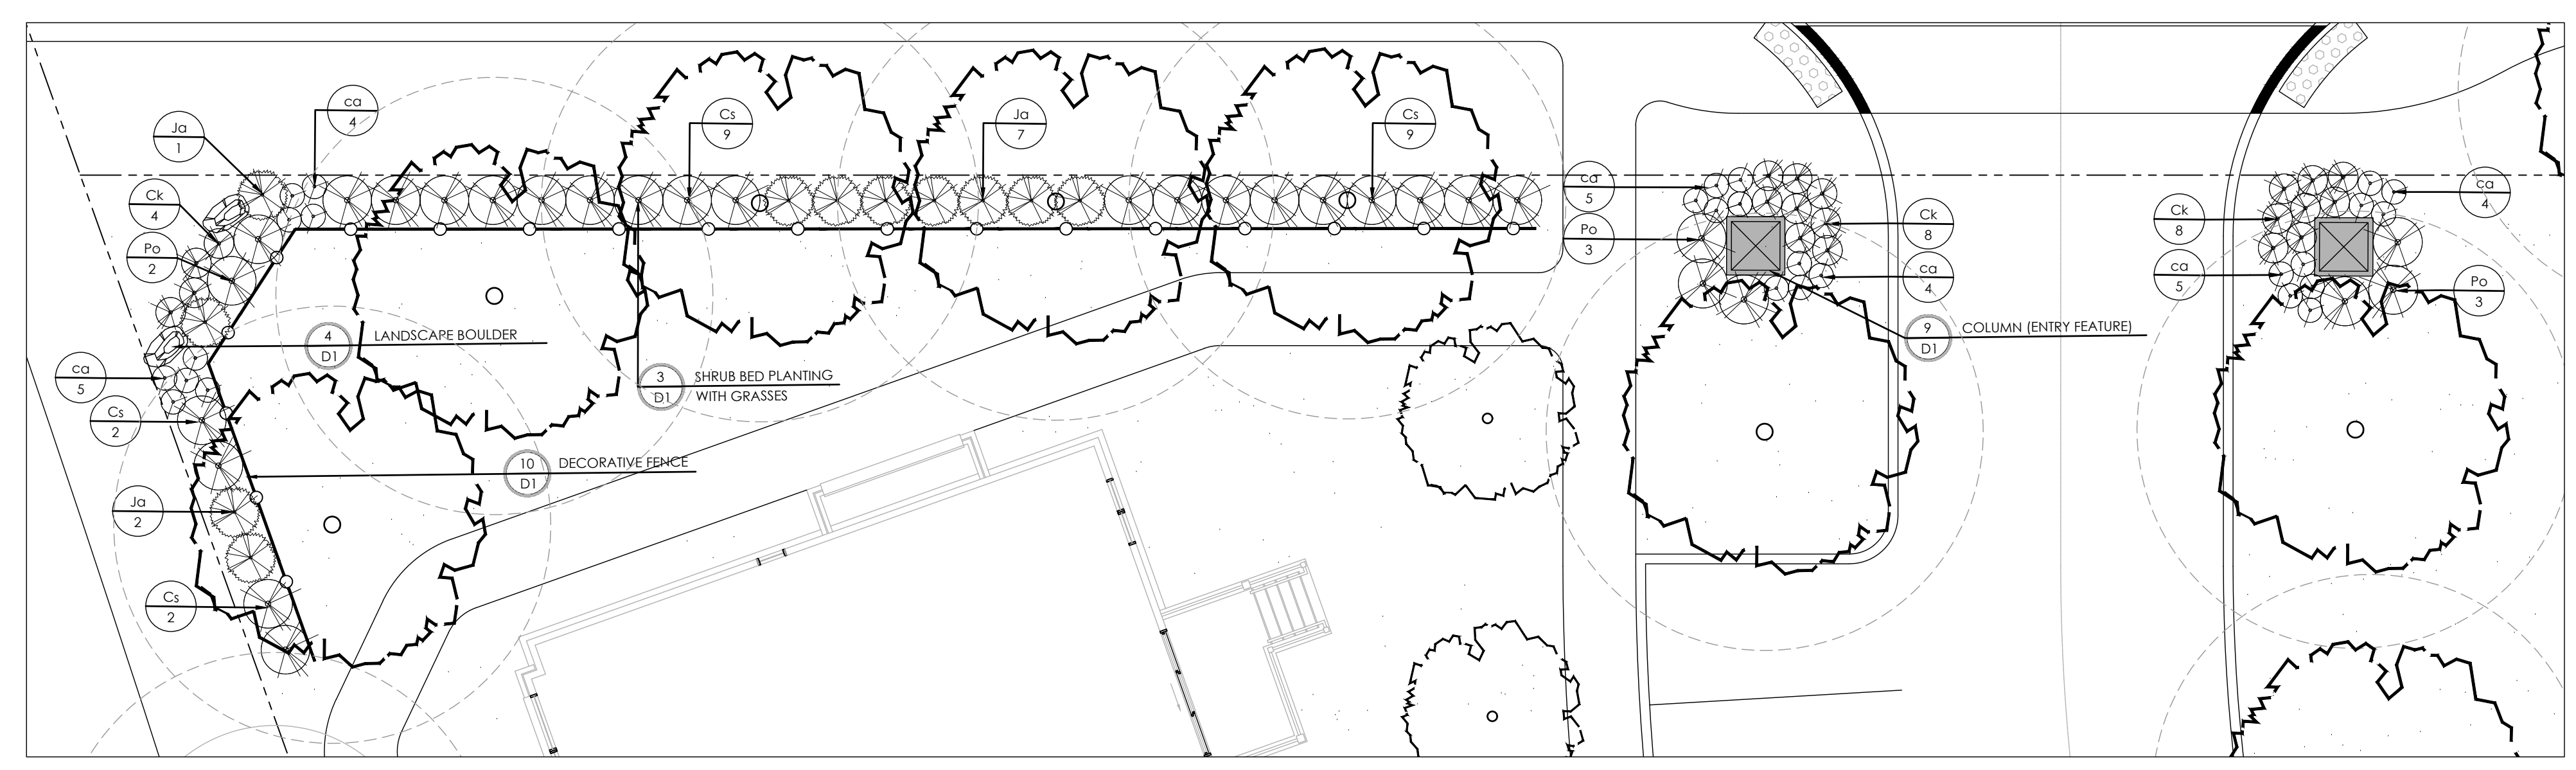 ca
4
Ja
1
Cs
9
Ja
7
Cs
9
Ck
4
Po
2
ca
5
Po
3
Ck
8
ca
4
Ck
8
ca
5
ca
4
Po
3
4
D1
LANDSCAPE BOULDER
9
D1
COLUMN (ENTRY FEATURE)
3
D1
SHRUB BED PLANTING
WITH GRASSES
ca
5
Cs
2
10
D1
DECORATIVE FENCE
Ja
2
Cs
2